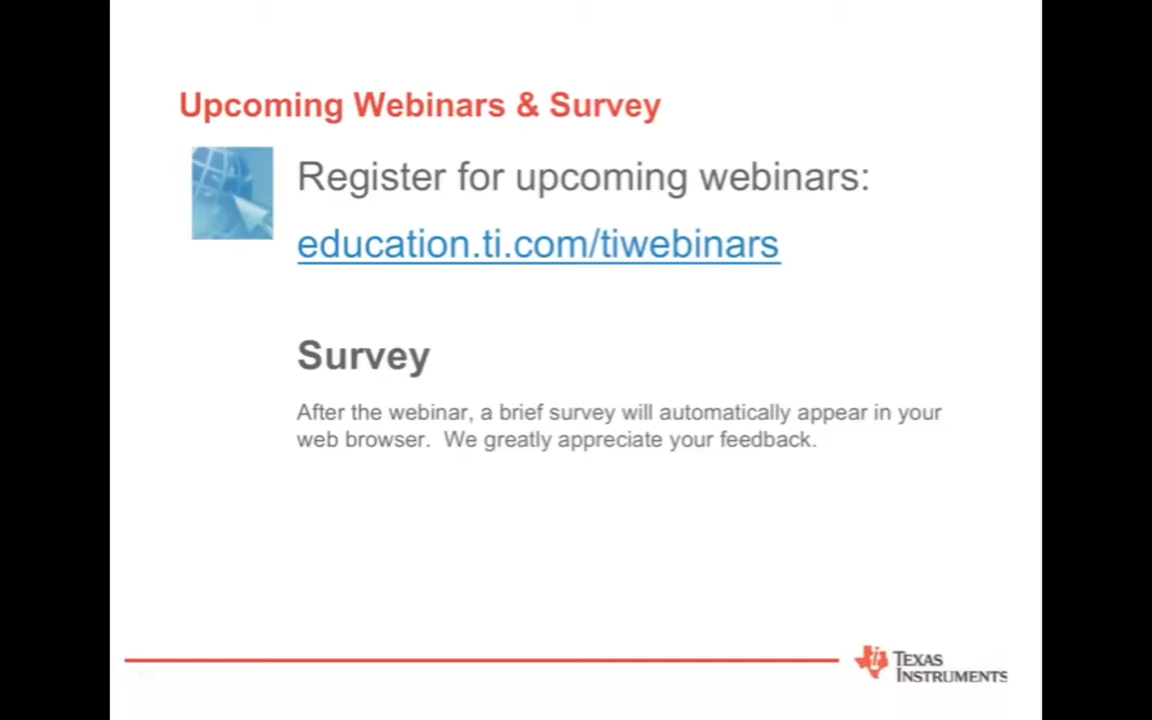 Upcoming Webinars & Survey
Register for upcoming webinars:
education.ti.com/tiwebinars
Survey
After the webinar, a brief survey will automatically appear in your
web browser.  We greatly appreciate your feedback.
TEXAS
INSTRUMENTS